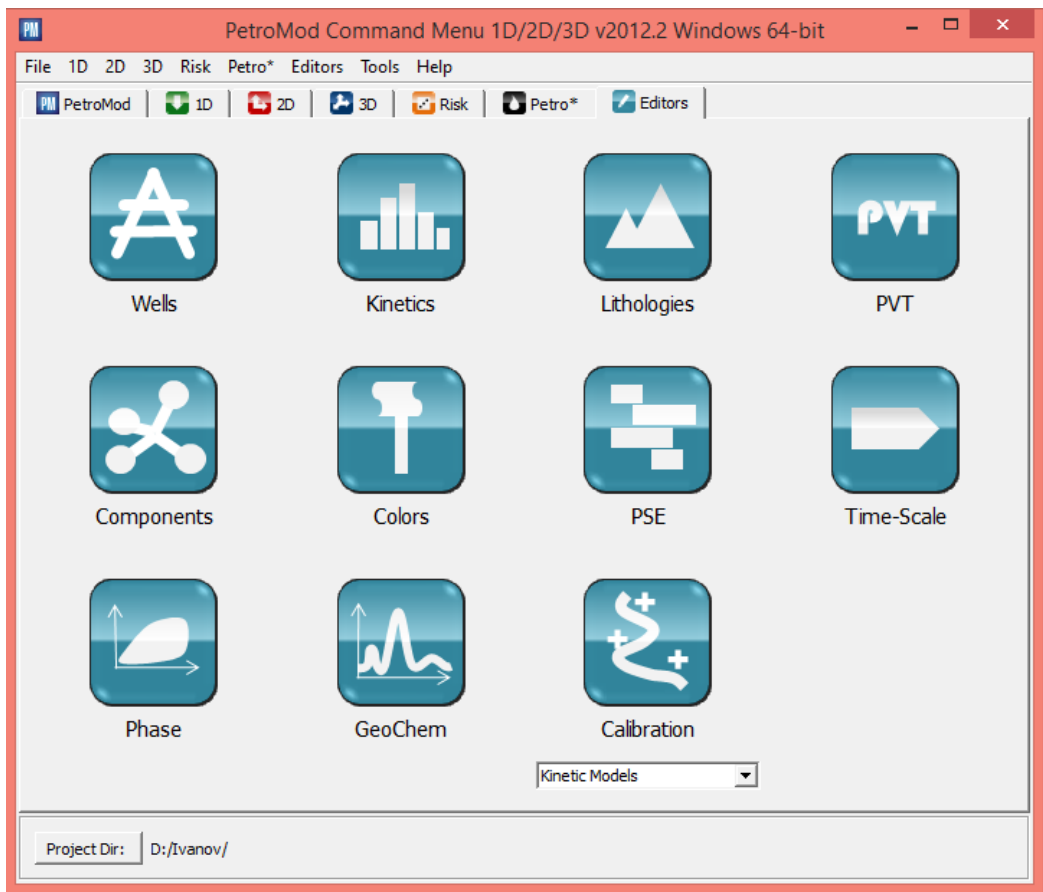 PM PetroMod Command Menu 1D/2D/3D v2012.2 Windows 64-bit
File 1D 2D 3D Risk Petro* Editors Tools Help
PM PetroMod 1D 2D 3D Risk Petro* Editors
PVT
Wells Kinetics Lithologies PVT
Components Colors PSE Time-Scale
Phase GeoChem Calibration
Kinetic Models
Project Dir: D:/Ivanov/